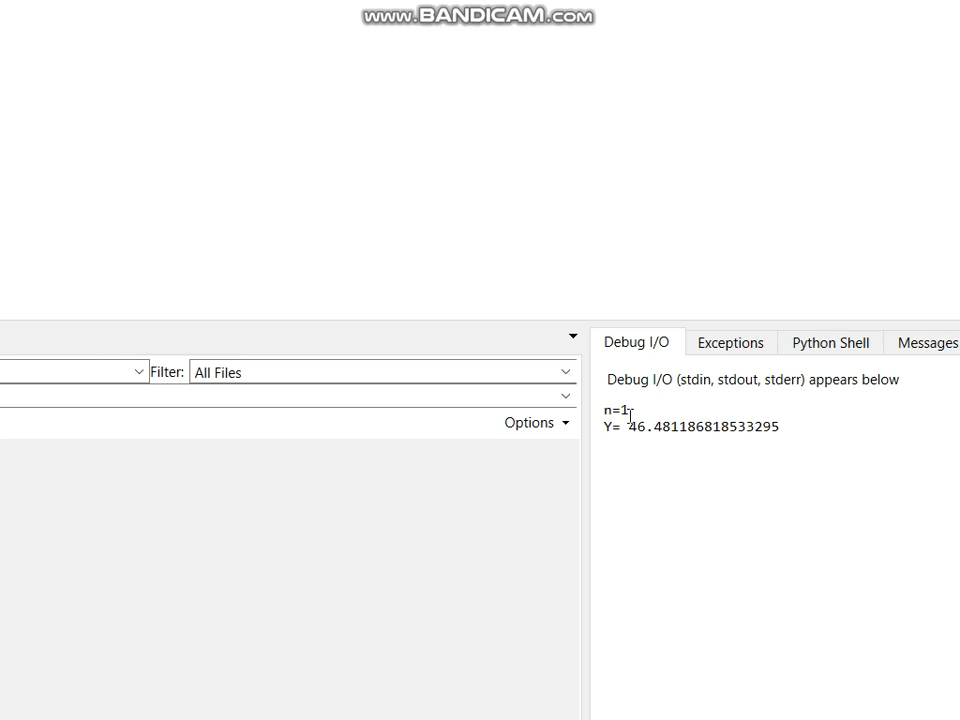 www.BANDICAM.com
Debug I/O Exceptions Python Shell Messages
Filter: All Files
Debug I/O (stdin, stdout, stderr) appears below
n=1
Options
Y= 46.481186818533295